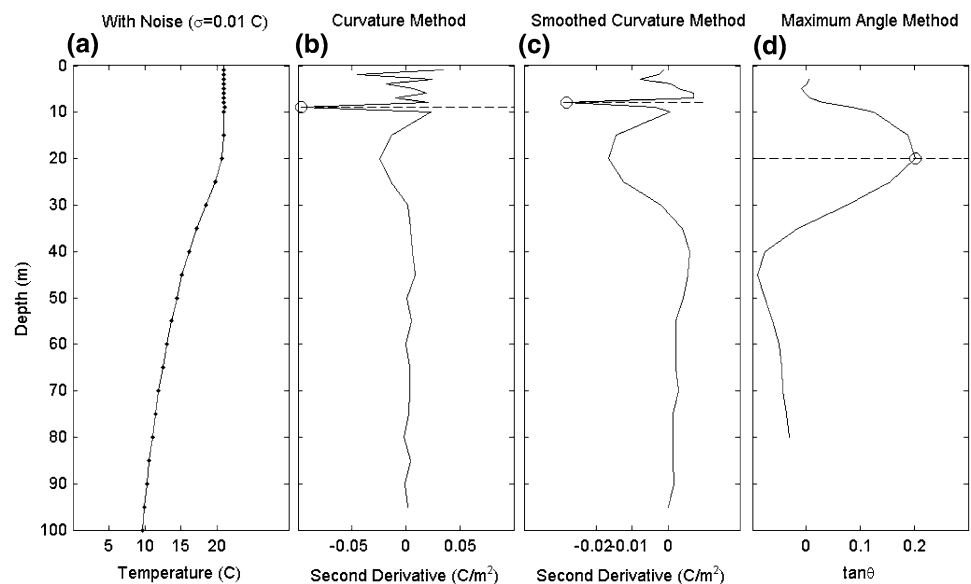 With Noise (σ=0.01 C)
Curvature Method
Smoothed Curvature Method
Maximum Angle Method
(a)
(b)
(c)
(d)
0
10
20
30
40
50
60
70
80
90
100
Depth (m)
5 10 15 20
Temperature (C)
-0.05 0 0.05
Second Derivative (C/m²)
-0.02 -0.01 0
Second Derivative (C/m²)
0 0.1 0.2
tanθ